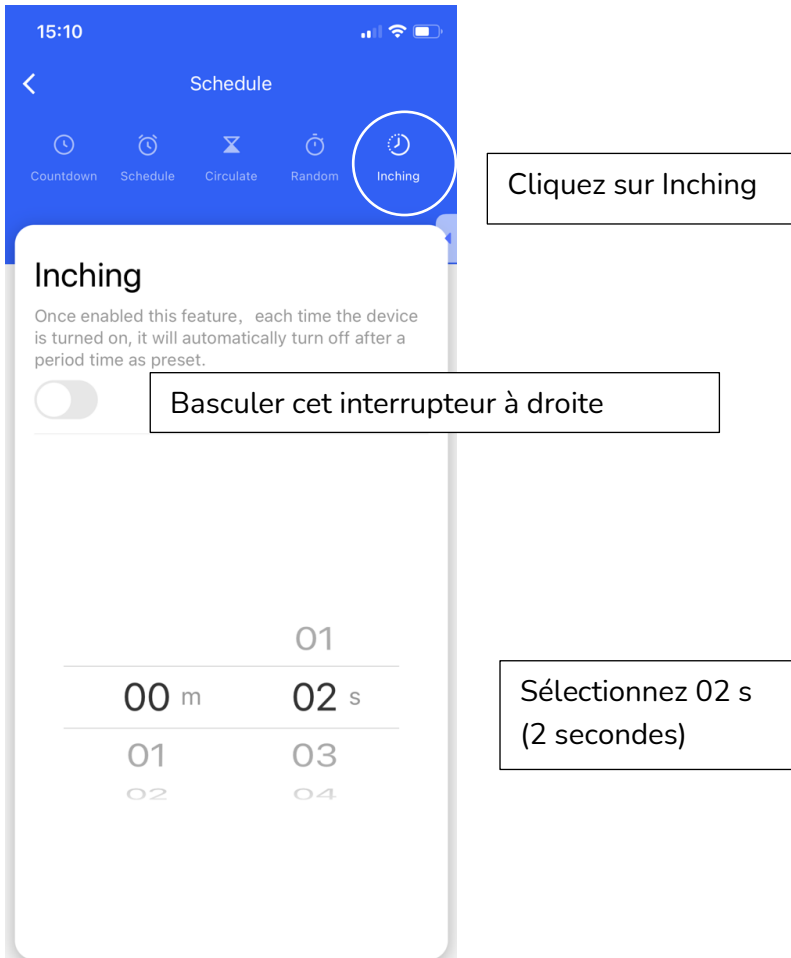 15:10
Schedule
Countdown Schedule Circulate Random Inching
Cliquez sur Inching
Inching
Once enabled this feature, each time the device
is turned on, it will automatically turn off after a
period time as preset.
Basculer cet interrupteur à droite
01
00 m 02 s
Sélectionnez 02 s
(2 secondes)
01 03
02 04